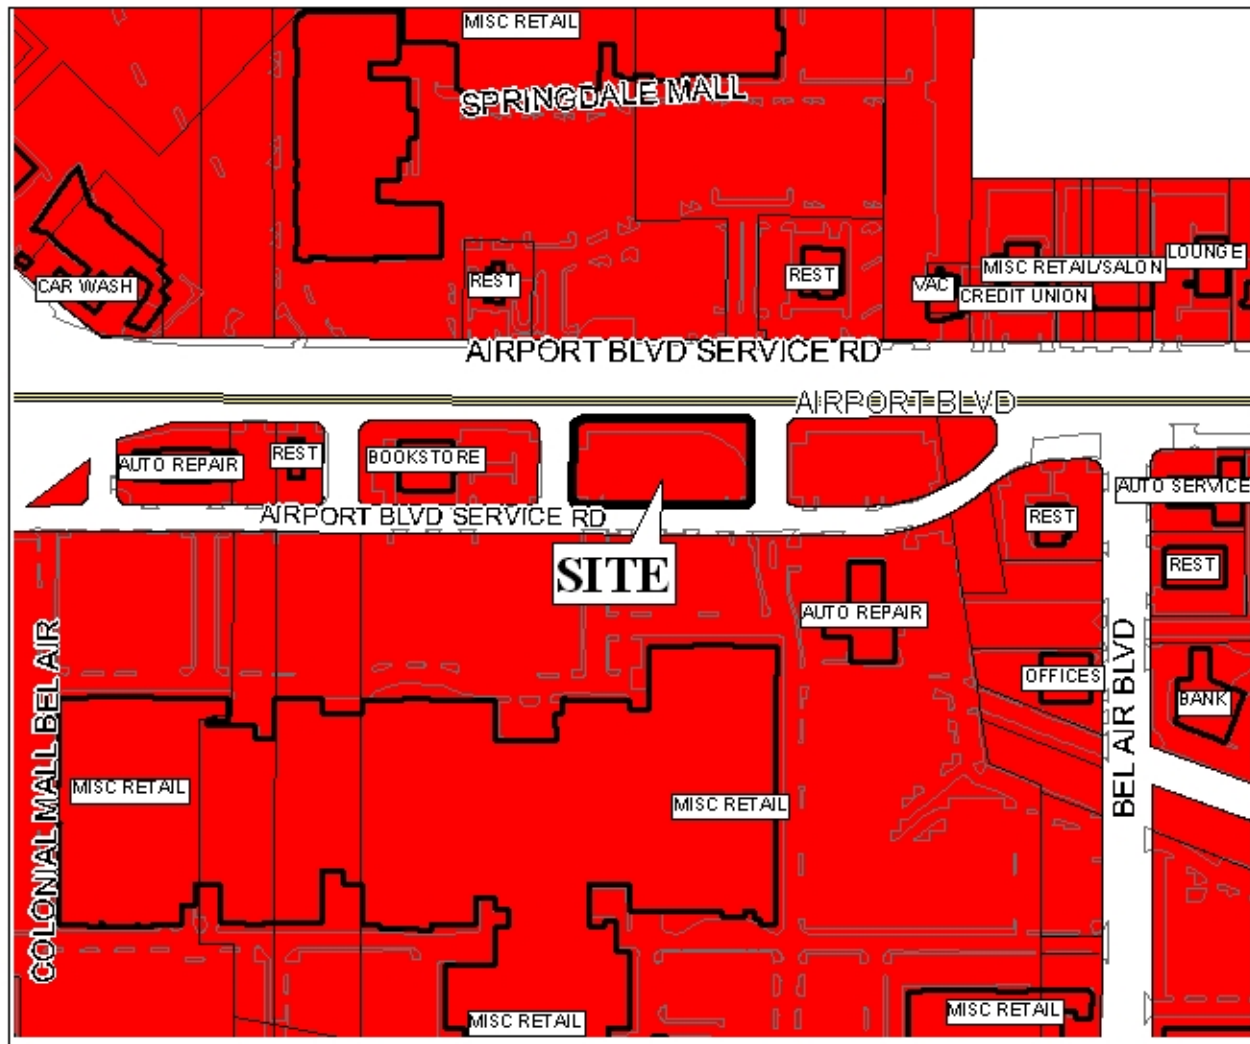 MISC RETAIL
SPRINGDALE MALL
CAR WASH
REST
REST
VAC
MISC RETAIL/SALON
LOUNGE
CREDIT UNION
AIRPORT BLVD SERVICE RD
AIRPORT BLVD
AUTO REPAIR
REST
BOOKSTORE
AIRPORT BLVD SERVICE RD
SITE
REST
AUTO SERVICE
REST
AUTO REPAIR
OFFICES
BANK
BEL AIR BLVD
COLONIAL MALL BEL AIR
MISC RETAIL
MISC RETAIL
MISC RETAIL
MISC RETAIL